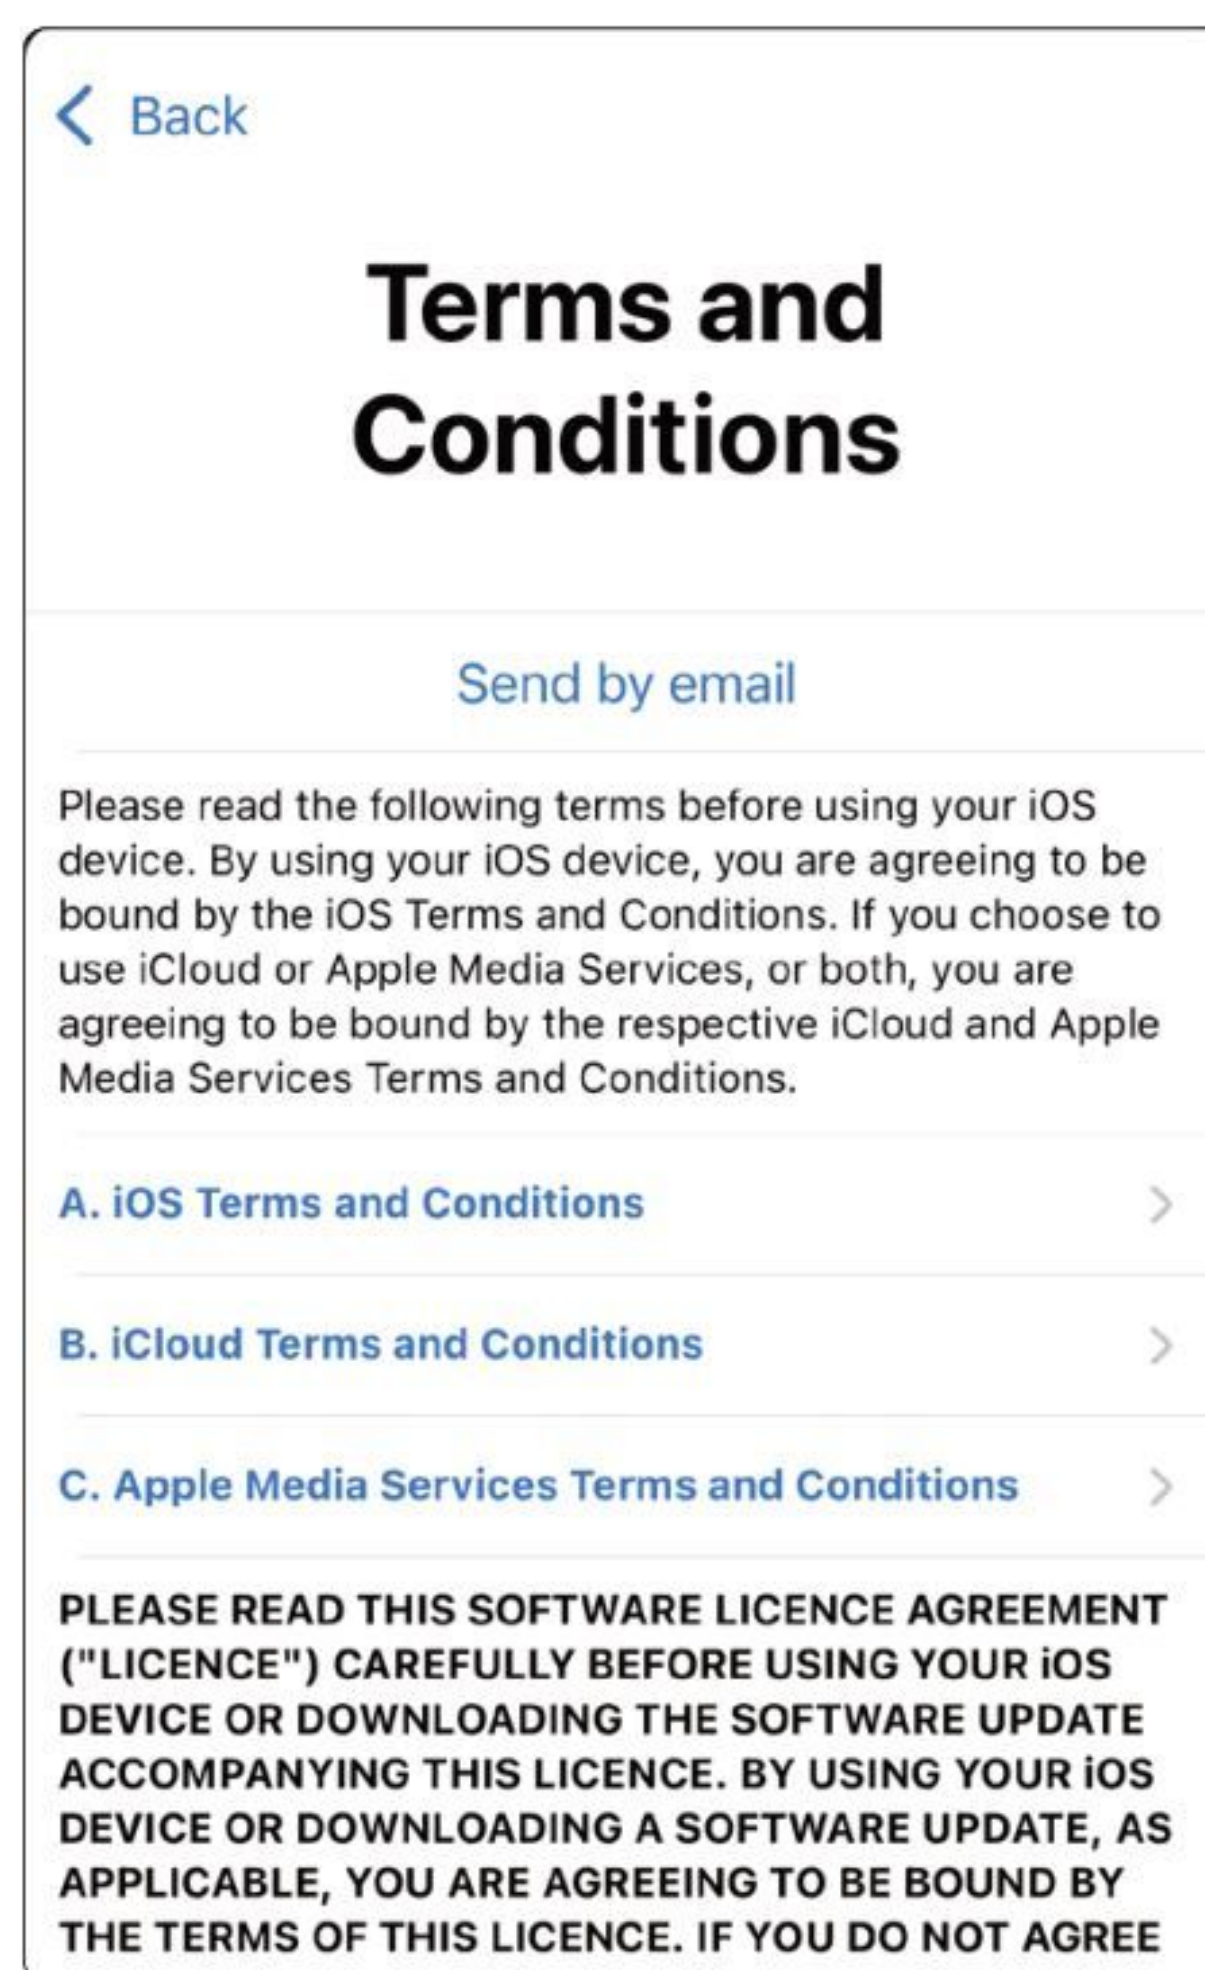 Back
Terms and
Conditions
Send by email
Please read the following terms before using your iOS
device. By using your iOS device, you are agreeing to be
bound by the iOS Terms and Conditions. If you choose to
use iCloud or Apple Media Services, or both, you are
agreeing to be bound by the respective iCloud and Apple
Media Services Terms and Conditions.
A. iOS Terms and Conditions
B. iCloud Terms and Conditions
C. Apple Media Services Terms and Conditions
PLEASE READ THIS SOFTWARE LICENCE AGREEMENT
("LICENCE") CAREFULLY BEFORE USING YOUR iOS
DEVICE OR DOWNLOADING THE SOFTWARE UPDATE
ACCOMPANYING THIS LICENCE. BY USING YOUR iOS
DEVICE OR DOWNLOADING A SOFTWARE UPDATE, AS
APPLICABLE, YOU ARE AGREEING TO BE BOUND BY
THE TERMS OF THIS LICENCE. IF YOU DO NOT AGREE